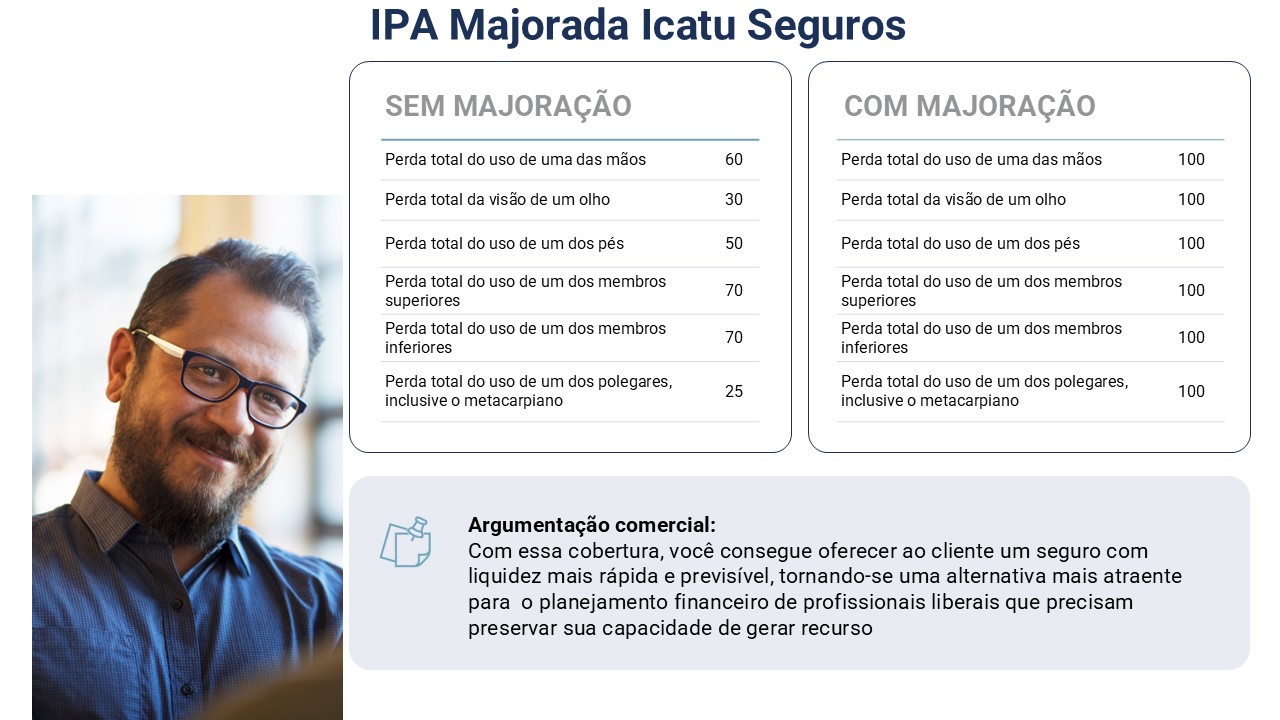 IPA Majorada Icatu Seguros
SEM MAJORAÇÃO
Perda total do uso de uma das mãos 60
Perda total da visão de um olho 30
Perda total do uso de um dos pés 50
Perda total do uso de um dos membros
superiores 70
Perda total do uso de um dos membros
inferiores 70
Perda total do uso de um dos polegares,
inclusive o metacarpiano 25
COM MAJORAÇÃO
Perda total do uso de uma das mãos 100
Perda total da visão de um olho 100
Perda total do uso de um dos pés 100
Perda total do uso de um dos membros
superiores 100
Perda total do uso de um dos membros
inferiores 100
Perda total do uso de um dos polegares,
inclusive o metacarpiano 100
Argumentação comercial:
Com essa cobertura, você consegue oferecer ao cliente um seguro com
liquidez mais rápida e previsível, tornando-se uma alternativa mais atraente
para  o planejamento financeiro de profissionais liberais que precisam
preservar sua capacidade de gerar recurso